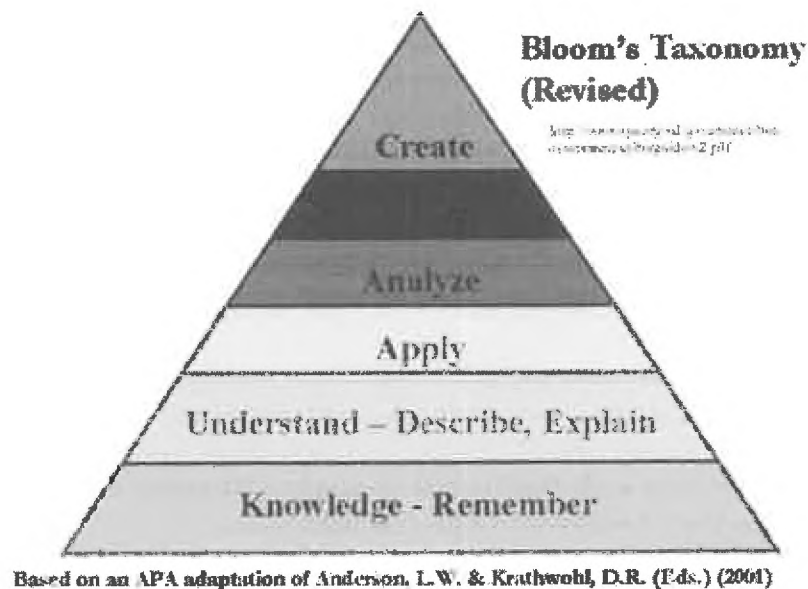 Bloom's Taxonomy
(Revised)
Create
Analyze
Apply
Understand – Describe, Explain
Knowledge - Remember
Based on an APA adaptation of Anderson, L.W. & Krathwohl, D.R. (Eds.) (2001)